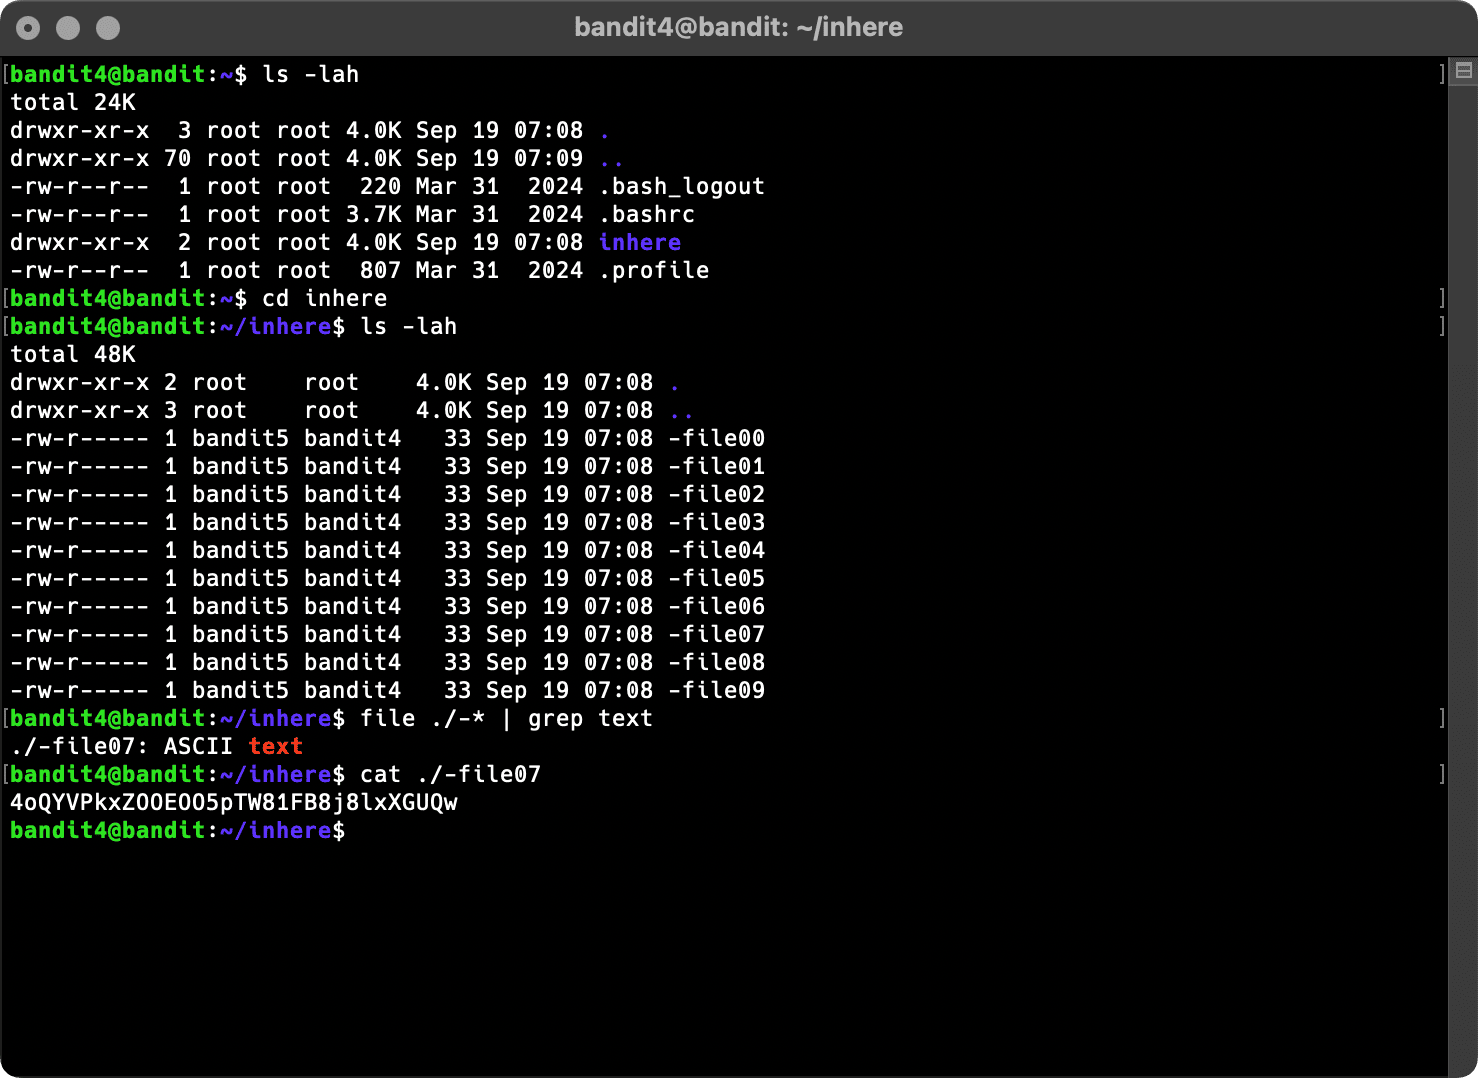 bandit4@bandit: ~/inhere
[bandit4@bandit:~$ ls -lah ]
total 24K
drwxr-xr-x  3 root root 4.0K Sep 19 07:08 .
drwxr-xr-x 70 root root 4.0K Sep 19 07:09 ..
-rw-r--r--  1 root root  220 Mar 31  2024 .bash_logout
-rw-r--r--  1 root root 3.7K Mar 31  2024 .bashrc
drwxr-xr-x  2 root root 4.0K Sep 19 07:08 inhere
-rw-r--r--  1 root root  807 Mar 31  2024 .profile
[bandit4@bandit:~$ cd inhere ]
[bandit4@bandit:~/inhere$ ls -lah ]
total 48K
drwxr-xr-x 2 root    root    4.0K Sep 19 07:08 .
drwxr-xr-x 3 root    root    4.0K Sep 19 07:08 ..
-rw-r----- 1 bandit5 bandit4   33 Sep 19 07:08 -file00
-rw-r----- 1 bandit5 bandit4   33 Sep 19 07:08 -file01
-rw-r----- 1 bandit5 bandit4   33 Sep 19 07:08 -file02
-rw-r----- 1 bandit5 bandit4   33 Sep 19 07:08 -file03
-rw-r----- 1 bandit5 bandit4   33 Sep 19 07:08 -file04
-rw-r----- 1 bandit5 bandit4   33 Sep 19 07:08 -file05
-rw-r----- 1 bandit5 bandit4   33 Sep 19 07:08 -file06
-rw-r----- 1 bandit5 bandit4   33 Sep 19 07:08 -file07
-rw-r----- 1 bandit5 bandit4   33 Sep 19 07:08 -file08
-rw-r----- 1 bandit5 bandit4   33 Sep 19 07:08 -file09
[bandit4@bandit:~/inhere$ file ./-* | grep text ]
./-file07: ASCII text
[bandit4@bandit:~/inhere$ cat ./-file07 ]
4oQYVPkxZOOEOO5pTW81FB8j8lxXGUQw
bandit4@bandit:~/inhere$